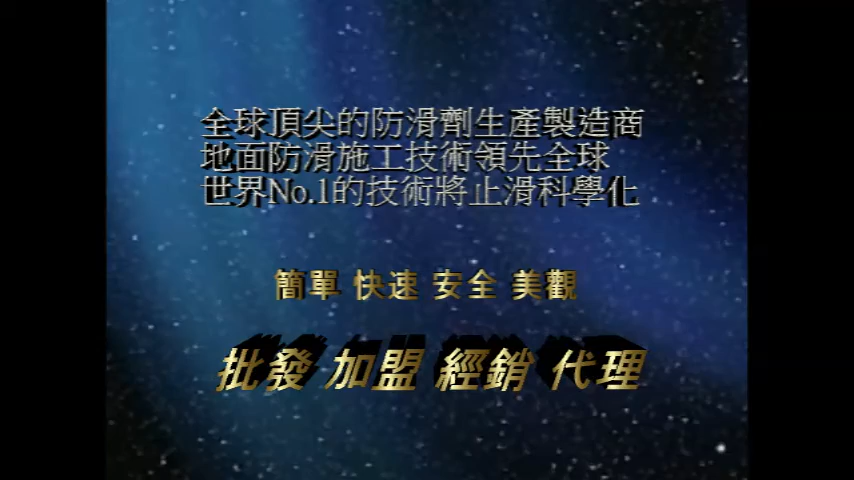 全球頂尖的防滑劑生產製造商
地面防滑施工技術領先全球
世界No.1的技術將止滑科學化
簡單 快速 安全 美觀
批發 加盟 經銷 代理